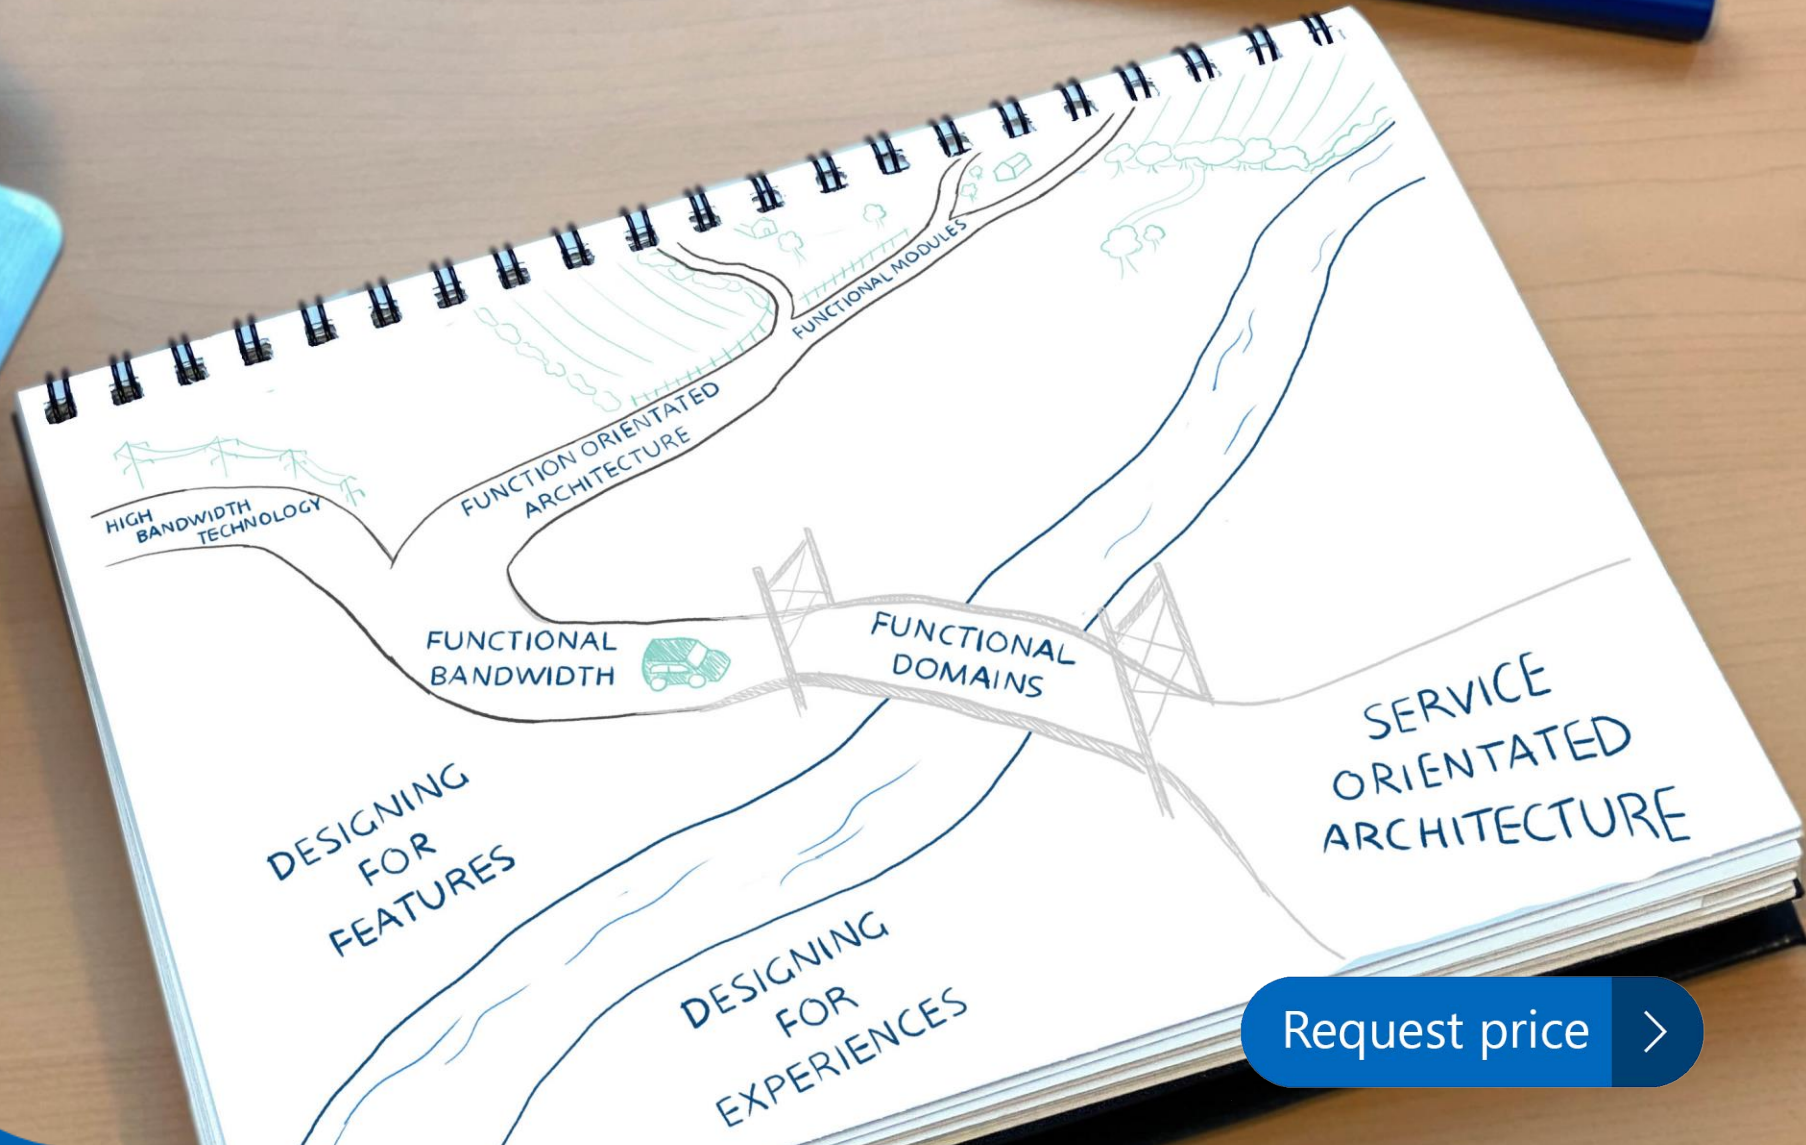 FUNCTIONAL MODULES
FUNCTION ORIENTATED
ARCHITECTURE
HIGH
BANDWIDTH
TECHNOLOGY
FUNCTIONAL
BANDWIDTH
FUNCTIONAL
DOMAINS
SERVICE
ORIENTATED
ARCHITECTURE
DESIGNING
FOR
FEATURES
DESIGNING
FOR
EXPERIENCES
Request price